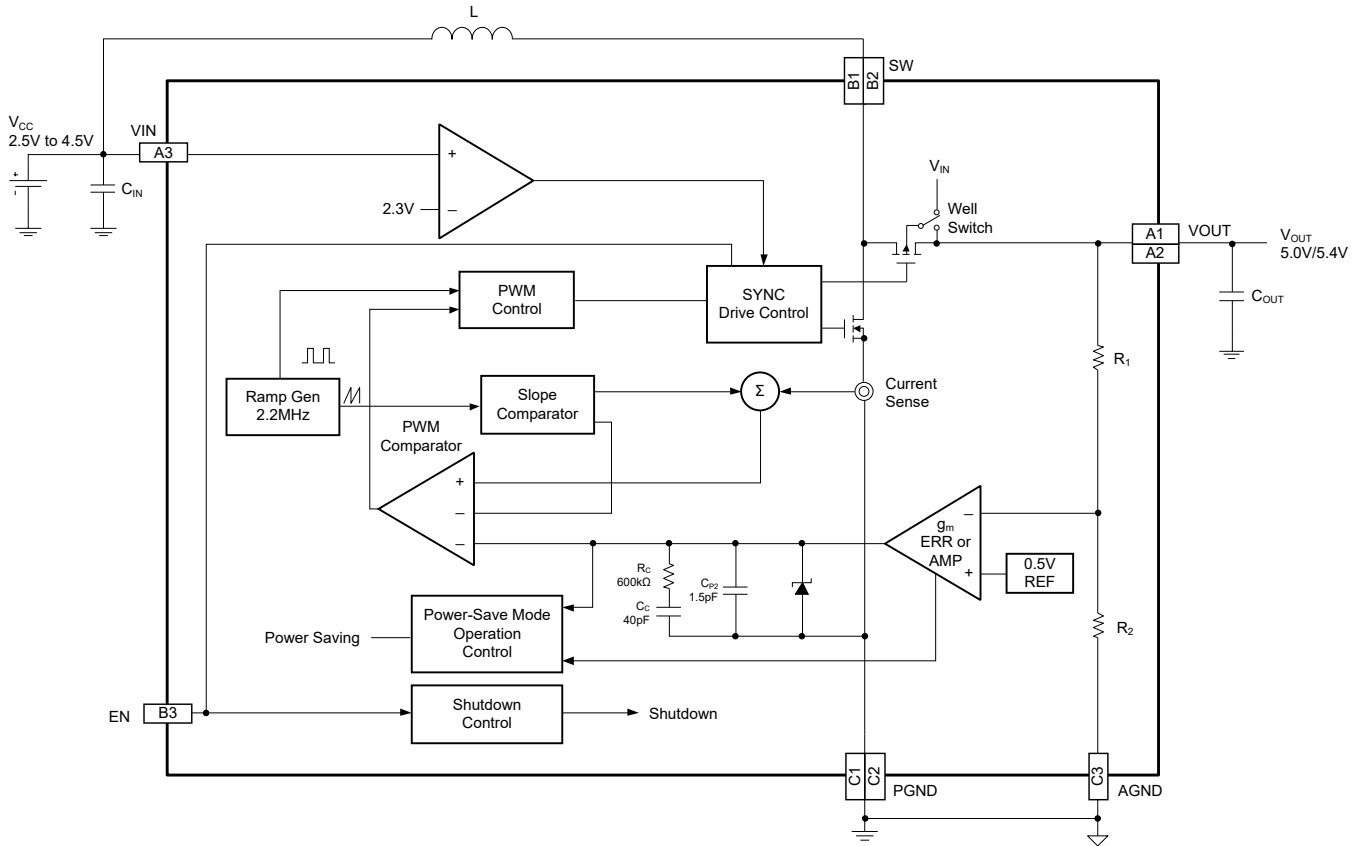 L
B1
B2
SW
V_CC
2.5V to 4.5V
VIN
A3
C_IN
+
-
+
–
2.3V
V_IN
Well
Switch
A1
A2
VOUT
V_OUT
5.0V/5.4V
C_OUT
PWM
Control
SYNC
Drive Control
R_1
Ramp Gen
2.2MHz
Slope
Comparator
Σ
Current
Sense
PWM
Comparator
+
–
–
–
g_m
ERR or
AMP
+
0.5V
REF
R_C
600kΩ
C_C
40pF
C_P2
1.5pF
R_2
Power Saving
Power-Save Mode
Operation
Control
EN
B3
Shutdown
Control
Shutdown
C1
C2
PGND
C3
AGND